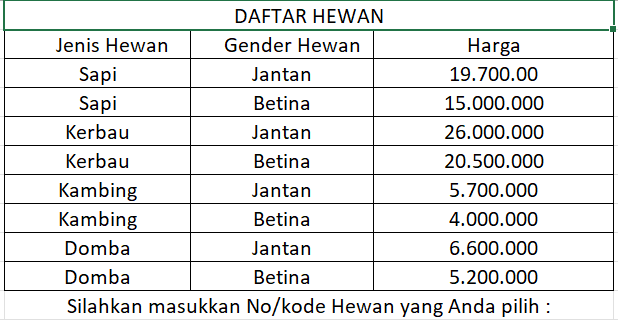 DAFTAR HEWAN
Jenis Hewan Gender Hewan Harga
Sapi Jantan 19.700.00
Sapi Betina 15.000.000
Kerbau Jantan 26.000.000
Kerbau Betina 20.500.000
Kambing Jantan 5.700.000
Kambing Betina 4.000.000
Domba Jantan 6.600.000
Domba Betina 5.200.000
Silahkan masukkan No/kode Hewan yang Anda pilih :